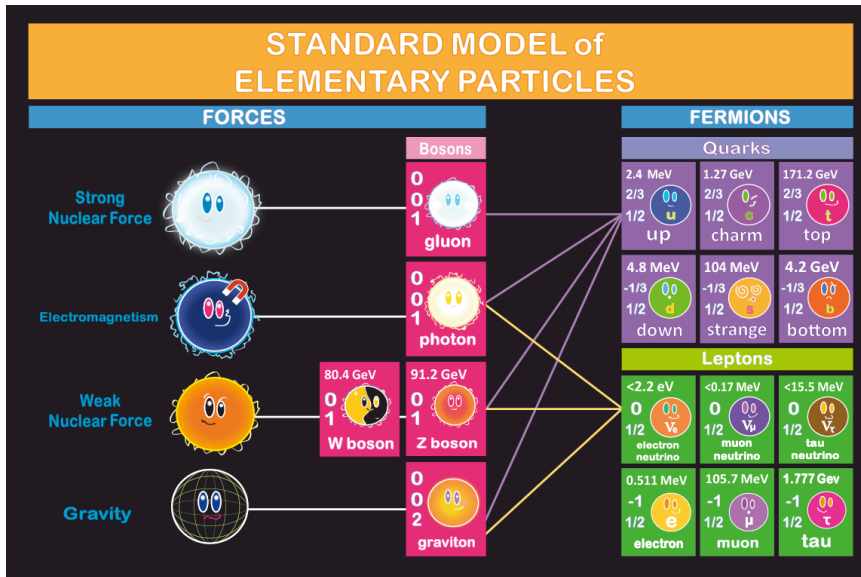 STANDARD MODEL of
ELEMENTARY PARTICLES
FORCES
FERMIONS
Bosons
Quarks
Strong
Nuclear Force
0
0
1
gluon
2.4 MeV
2/3
1/2
u
up
1.27 GeV
2/3
1/2
c
charm
171.2 GeV
2/3
1/2
t
top
Electromagnetism
0
0
1
photon
4.8 MeV
-1/3
1/2
d
down
104 MeV
-1/3
1/2
s
strange
4.2 GeV
-1/3
1/2
b
bottom
Leptons
Weak
Nuclear Force
80.4 GeV
0
1
W boson
91.2 GeV
0
1
Z boson
<2.2 eV
0
1/2
Ve
electron
neutrino
<0.17 MeV
0
1/2
Vμ
muon
neutrino
<15.5 MeV
0
1/2
Vτ
tau
neutrino
Gravity
0
0
2
graviton
0.511 MeV
-1
1/2
e
electron
105.7 MeV
-1
1/2
μ
muon
1.777 Gev
-1
1/2
τ
tau